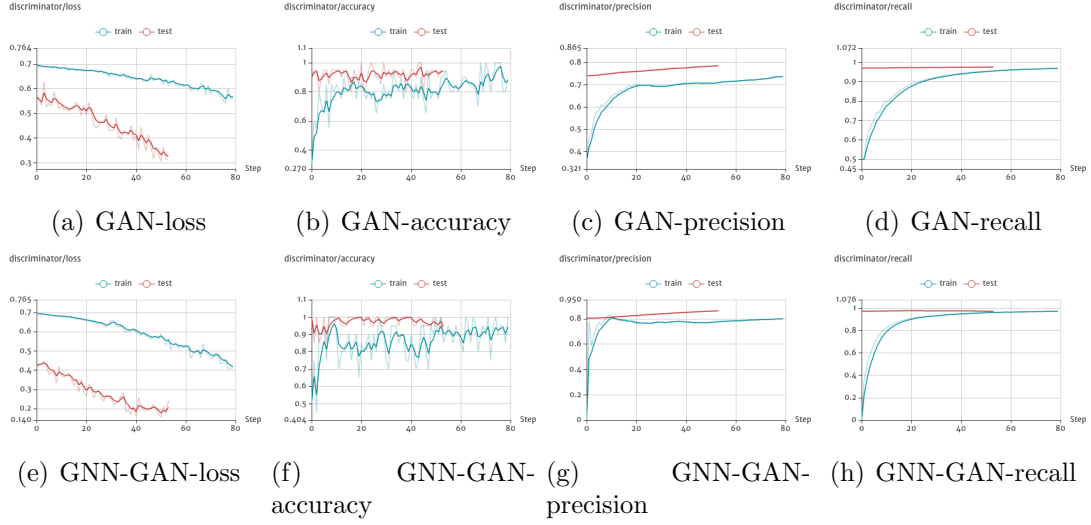 discriminator/loss
train test
0.764
0.7
0.5
0.3
0 20 40 60 80
Step
(a) GAN-loss
discriminator/accuracy
train test
1.1
1
0.8
0.6
0.4
0.270
0 20 40 60 80
Step
(b) GAN-accuracy
discriminator/precision
train test
0.865
0.8
0.7
0.5
0.4
0.321
0 20 40 60 80
Step
(c) GAN-precision
discriminator/recall
train test
1.072
1
0.9
0.8
0.7
0.6
0.5
0.45
0 20 40 60 80
Step
(d) GAN-recall
discriminator/loss
train test
0.765
0.7
0.5
0.4
0.2
0.140
0 20 40 60 80
Step
(e) GNN-GAN-loss
discriminator/accuracy
train test
1.1
1
0.9
0.8
0.7
0.6
0.5
0.404
0 20 40 60 80
Step
(f) GNN-GAN-
accuracy
discriminator/precision
train test
0.950
0.8
0.6
0.4
0.2
0
0 20 40 60 80
Step
(g) GNN-GAN-
precision
discriminator/recall
train test
1.076
1
0.8
0.6
0.4
0.2
0
0 20 40 60 80
Step
(h) GNN-GAN-recall